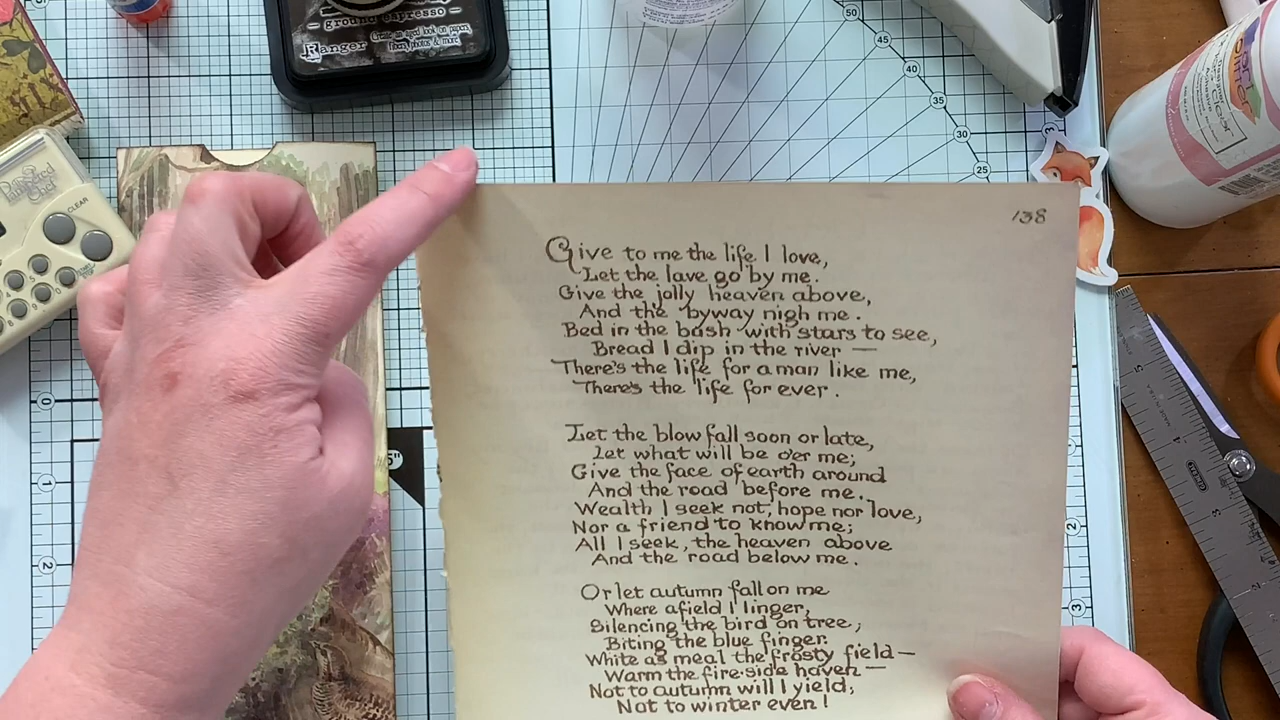 ground espresso
Ranger
CLEAR
50
45
40
30
25
138
Give to me the life I love,
Let the lave go by me.
Give the jolly heaven above,
And the byway nigh me.
Bed in the bush with stars to see,
Bread I dip in the river —
There's the life for a man like me,
There's the life for ever.
Let the blow fall soon or late,
Let what will be o'er me;
Give the face of earth around
And the road before me.
Wealth I seek not, hope nor love,
Nor a friend to know me;
All I seek, the heaven above
And the road below me.
Or let autumn fall on me
Where afield I linger,
Silencing the bird on tree,
Biting the blue finger.
White as meal the frosty field—
Warm the fire-side haven—
Not to autumn will I yield,
Not to winter even!
0
2
2
3